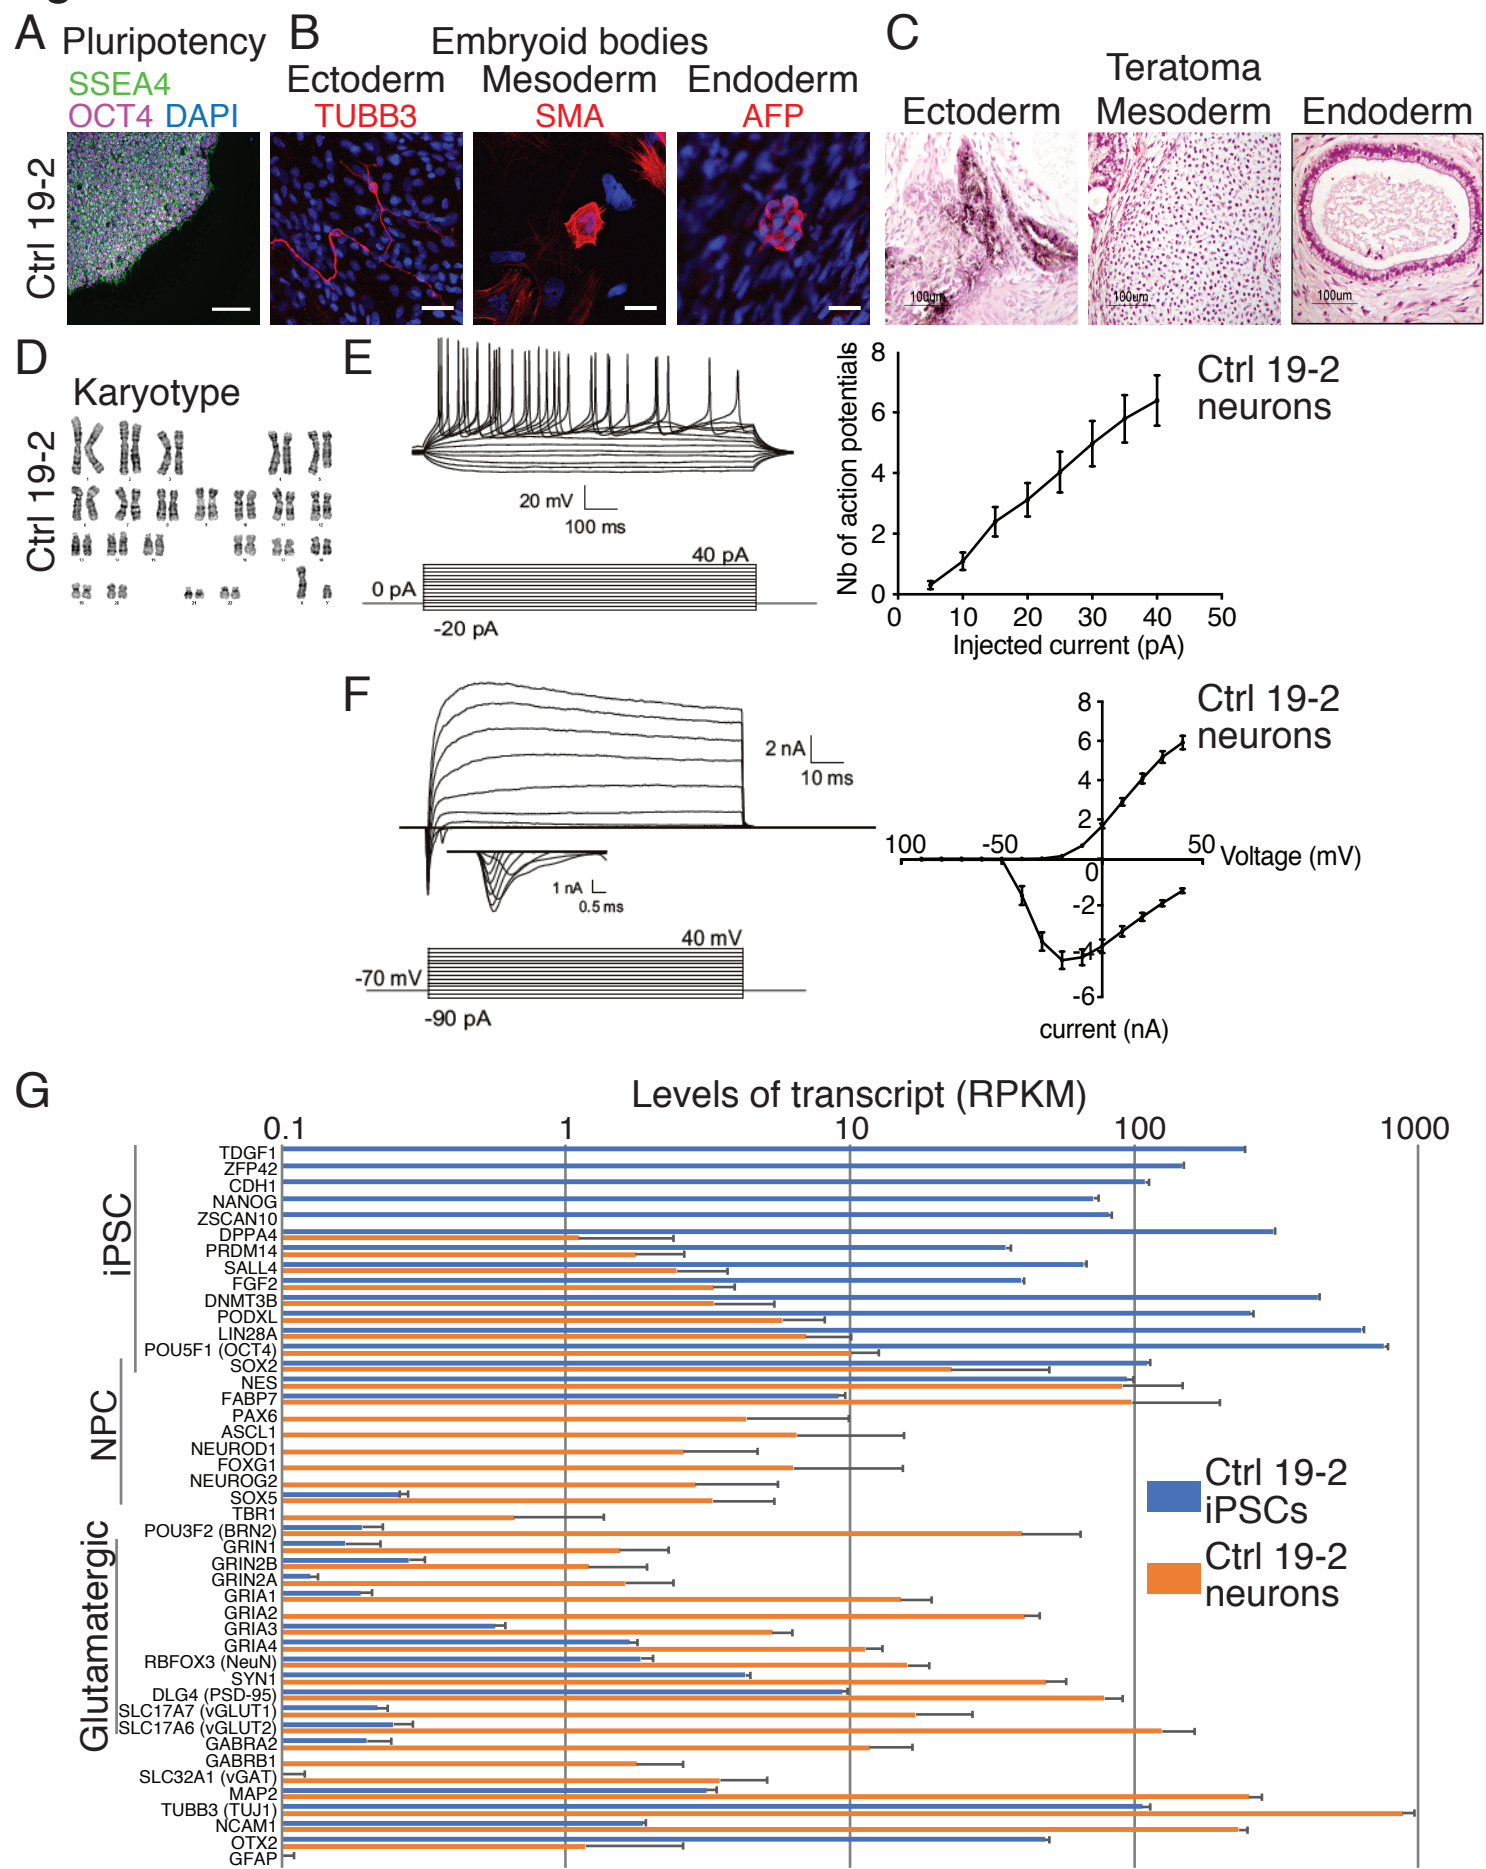 A Pluripotency
SSEA4
OCT4 DAPI
Ctrl 19-2
B Embryoid bodies
Ectoderm Mesoderm Endoderm
TUBB3 SMA AFP
C Teratoma
Ectoderm Mesoderm Endoderm
100um 100um 100um
D Karyotype
Ctrl 19-2
E
20 mV
100 ms
40 pA
0 pA
-20 pA
Nb of action potentials
8
6
4
2
0
0 10 20 30 40 50
Injected current (pA)
Ctrl 19-2
neurons
F
2 nA
10 ms
1 nA
0.5 ms
40 mV
-70 mV
-90 pA
8
6
4
2
100 -50 50 Voltage (mV)
0
-2
-4
-6
current (nA)
Ctrl 19-2
neurons
G Levels of transcript (RPKM)
0.1 1 10 100 1000
iPSC
NPC
Glutamatergic
TDGF1
ZFP42
CDH1
NANOG
ZSCAN10
DPPA4
PRDM14
SALL4
FGF2
DNMT3B
PODXL
LIN28A
POU5F1 (OCT4)
SOX2
NES
FABP7
PAX6
ASCL1
NEUROD1
FOXG1
NEUROG2
SOX5
TBR1
POU3F2 (BRN2)
GRIN1
GRIN2B
GRIN2A
GRIA1
GRIA2
GRIA3
GRIA4
RBFOX3 (NeuN)
SYN1
DLG4 (PSD-95)
SLC17A7 (vGLUT1)
SLC17A6 (vGLUT2)
GABRA2
GABRB1
SLC32A1 (vGAT)
MAP2
TUBB3 (TUJ1)
NCAM1
OTX2
GFAP
Ctrl 19-2
iPSCs
Ctrl 19-2
neurons